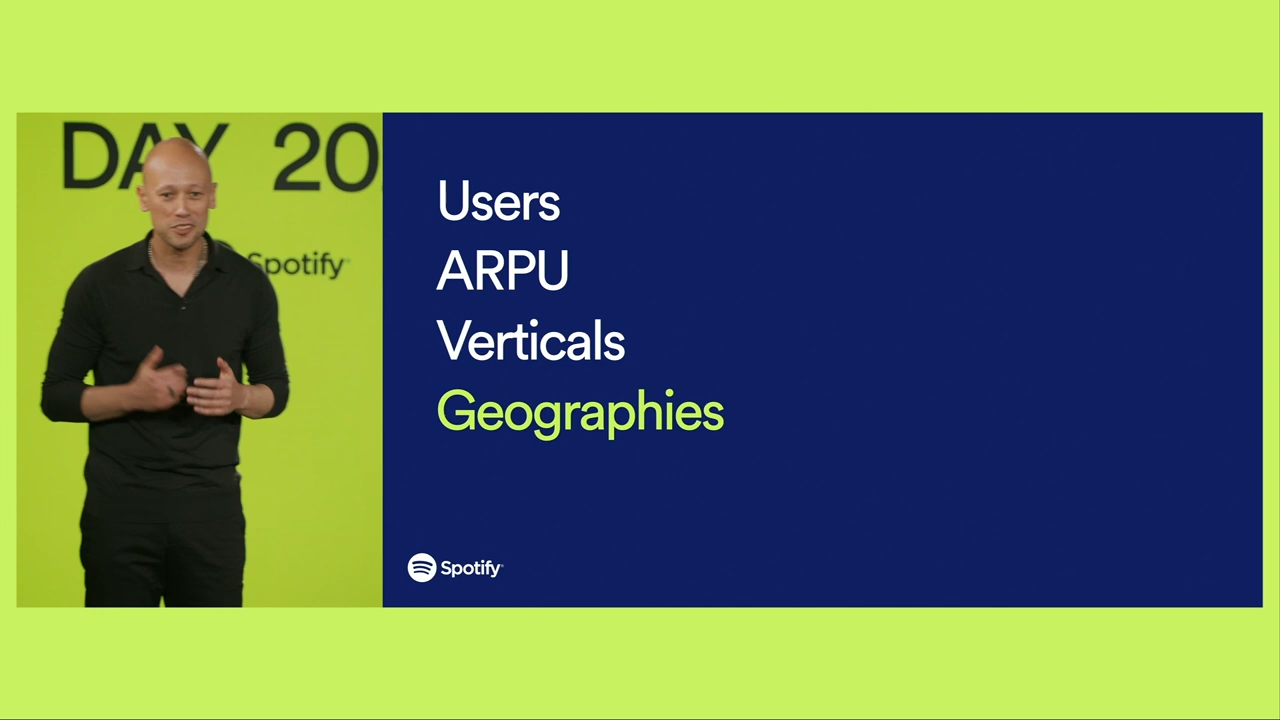 DAY 20
Spotify
Users
ARPU
Verticals
Geographies
Spotify